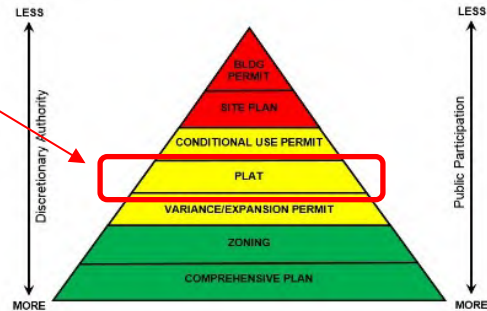 LESS
LESS
BLDG
PERMIT
SITE PLAN
CONDITIONAL USE PERMIT
PLAT
VARIANCE/EXPANSION PERMIT
ZONING
COMPREHENSIVE PLAN
Discretionary Authority
Public Participation
MORE
MORE